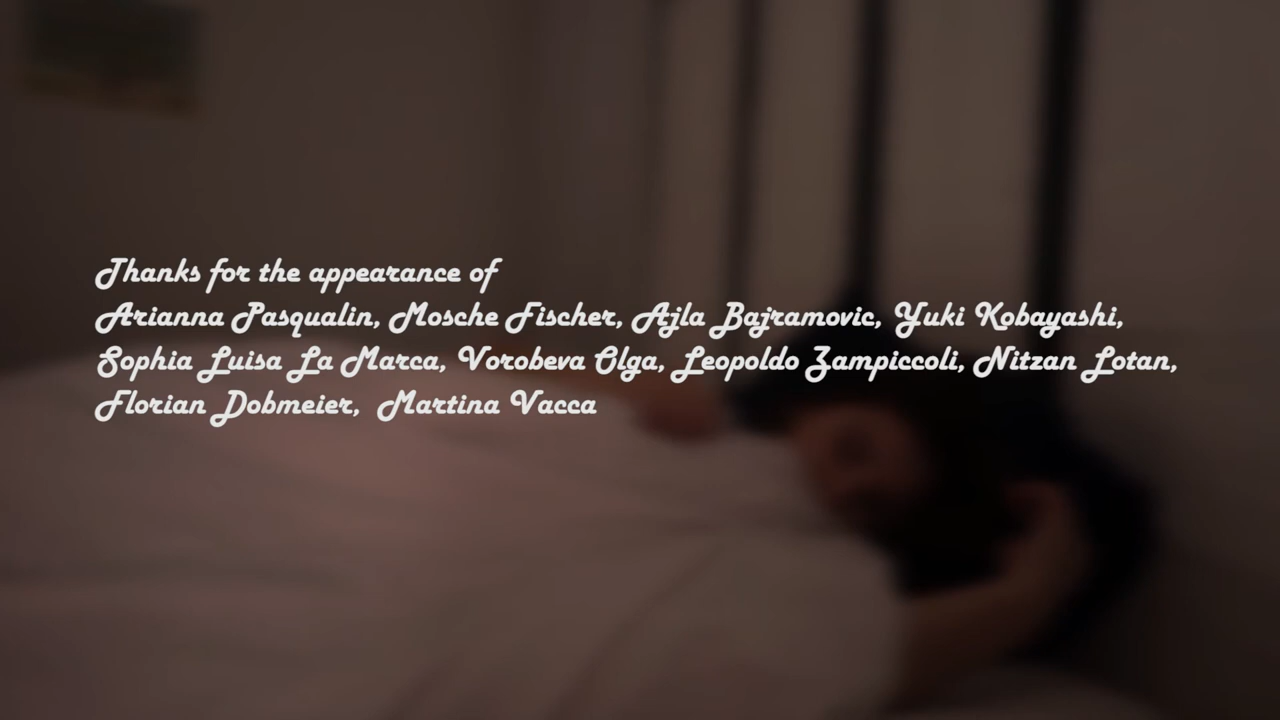 Thanks for the appearance of
Arianna Pasqualin, Mosche Fischer, Ajla Bajramovic, Yuki Kobayashi,
Sophia Luisa La Marca, Vorobeva Olga, Leopoldo Zampiccoli, Nitzan Lotan,
Florian Dobmeier, Martina Vacca